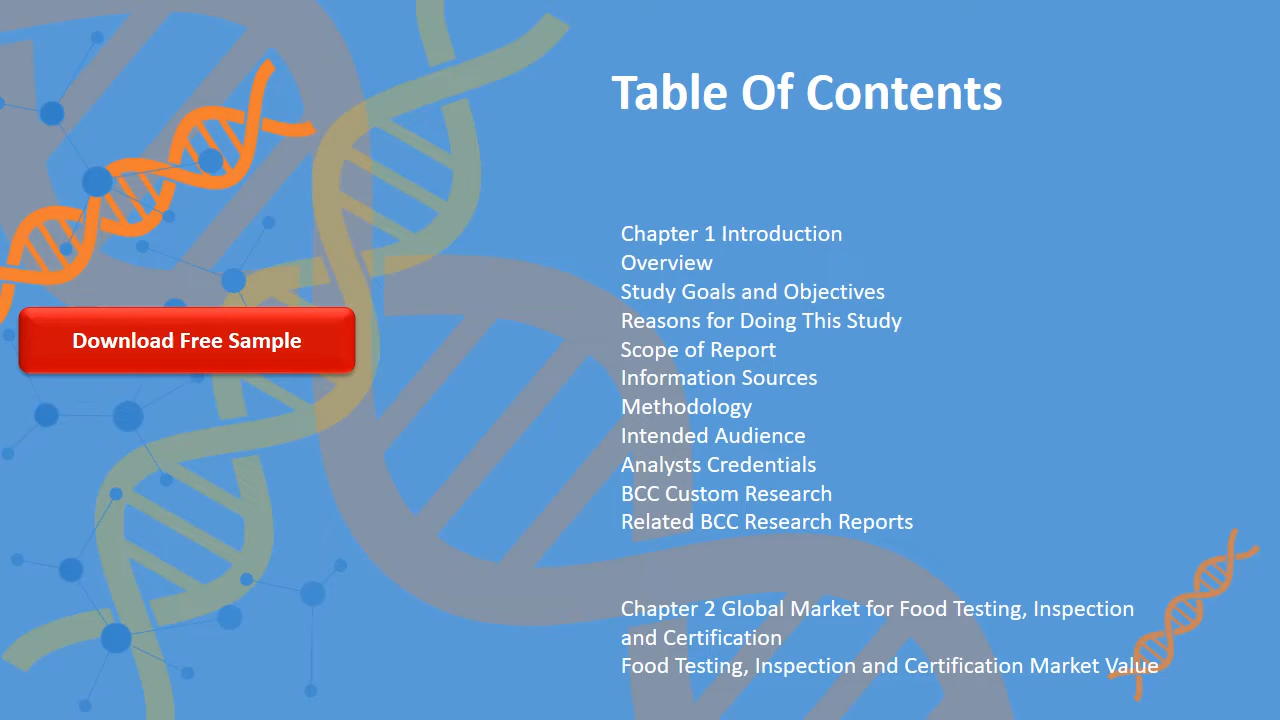 Table Of Contents
Chapter 1 Introduction
Overview
Study Goals and Objectives
Reasons for Doing This Study
Scope of Report
Information Sources
Methodology
Intended Audience
Analysts Credentials
BCC Custom Research
Related BCC Research Reports
Chapter 2 Global Market for Food Testing, Inspection
and Certification
Food Testing, Inspection and Certification Market Value
Download Free Sample